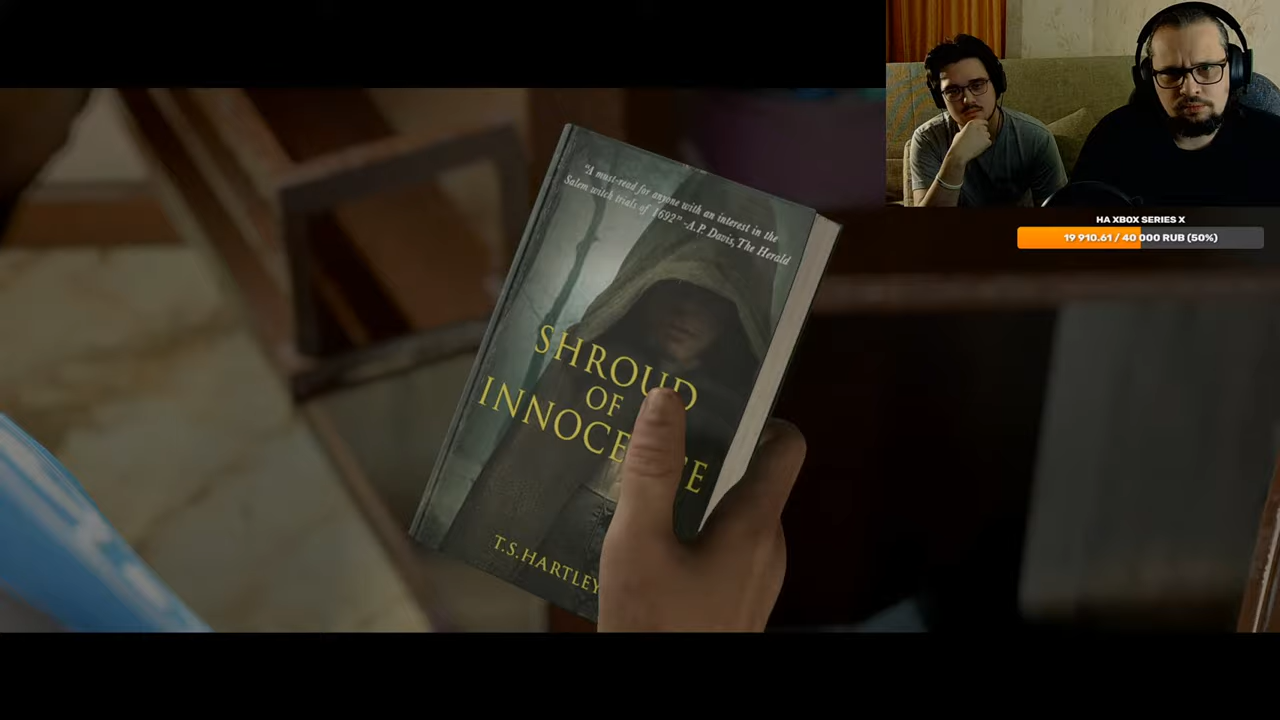 "A must-read for anyone with an interest in the
Salem witch trials of 1692" -A.P. Davis, The Herald
SHROUD
OF
T.S. HARTLEY
НА XBOX SERIES X
19 910.61 / 40 000 RUB (50%)